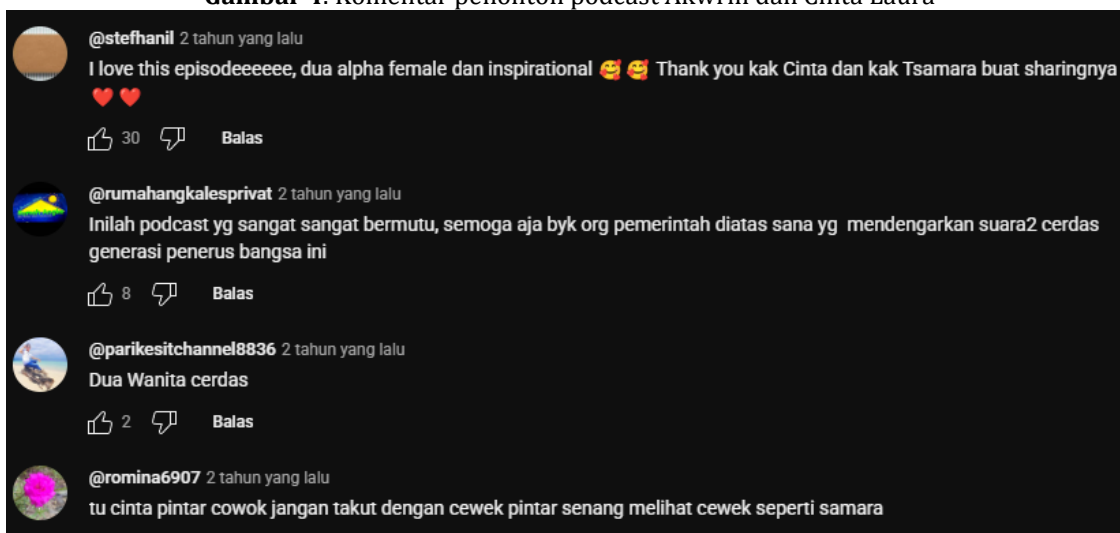 Gambar 4. Komentar penonton podcast Akwrili dan Cinta Laura
@stefhanil 2 tahun yang lalu
I love this episodeeeeee, dua alpha female dan inspirational 🥰 🥰 Thank you kak Cinta dan kak Tsamara buat sharingnya
❤️ ❤️
30 Balas
@rumahangkalesprivat 2 tahun yang lalu
Inilah podcast yg sangat sangat bermutu, semoga aja byk org pemerintah diatas sana yg mendengarkan suara2 cerdas
generasi penerus bangsa ini
8 Balas
@parikesitchannel8836 2 tahun yang lalu
Dua Wanita cerdas
2 Balas
@romina6907 2 tahun yang lalu
tu cinta pintar cowok jangan takut dengan cewek pintar senang melihat cewek seperti samara